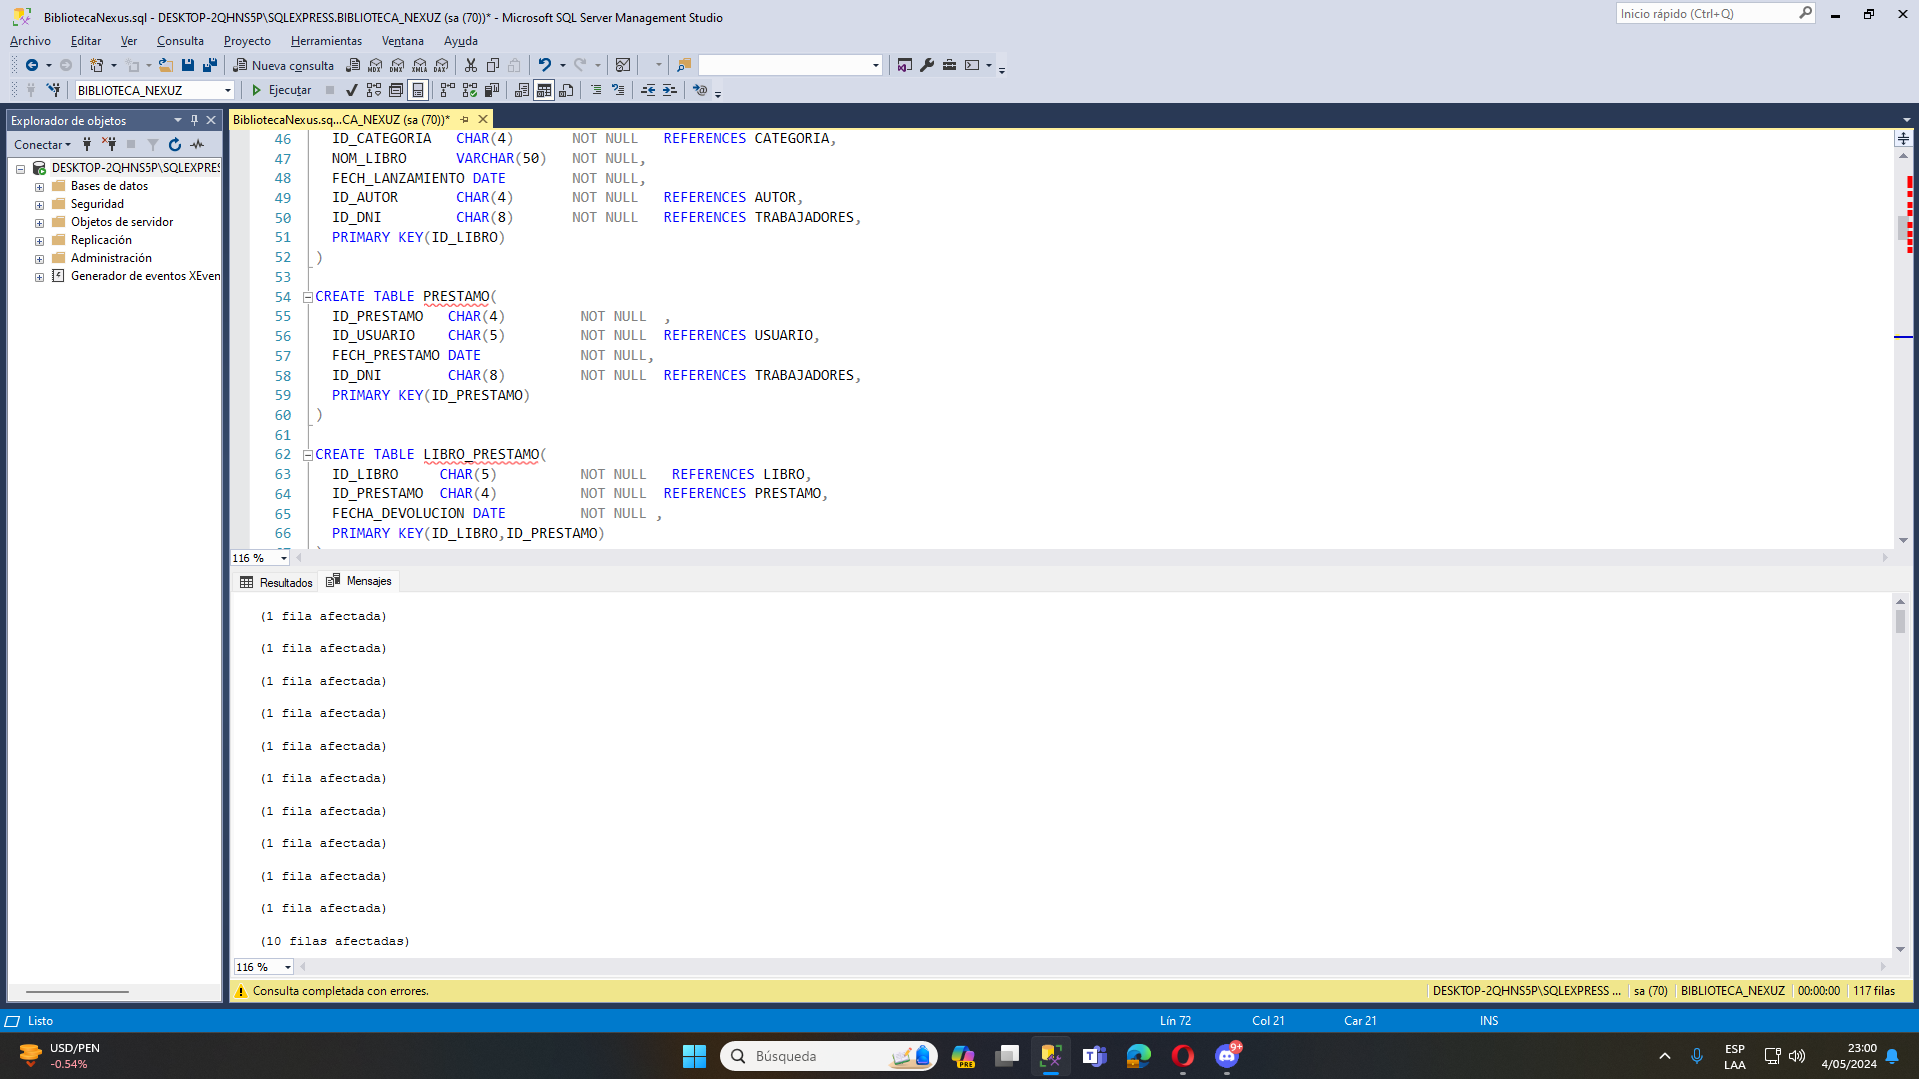 BibliotecaNexus.sql - DESKTOP-2QHNS5P\SQLEXPRESS.BIBLIOTECA_NEXUZ (sa (70))* - Microsoft SQL Server Management Studio
Inicio rápido (Ctrl+Q)
Archivo Editar Ver Consulta Proyecto Herramientas Ventana Ayuda
Nueva consulta MDX DMX XMLA DAX
BIBLIOTECA_NEXUZ Ejecutar
Explorador de objetos
Conectar
DESKTOP-2QHNS5P\SQLEXPRES
Bases de datos
Seguridad
Objetos de servidor
Replicación
Administración
Generador de eventos XEven
BibliotecaNexus.sq...CA_NEXUZ (sa (70))*
46 ID_CATEGORIA CHAR(4) NOT NULL REFERENCES CATEGORIA,
47 NOM_LIBRO VARCHAR(50) NOT NULL,
48 FECH_LANZAMIENTO DATE NOT NULL,
49 ID_AUTOR CHAR(4) NOT NULL REFERENCES AUTOR,
50 ID_DNI CHAR(8) NOT NULL REFERENCES TRABAJADORES,
51 PRIMARY KEY(ID_LIBRO)
52 )
53
54 CREATE TABLE PRESTAMO(
55 ID_PRESTAMO CHAR(4) NOT NULL ,
56 ID_USUARIO CHAR(5) NOT NULL REFERENCES USUARIO,
57 FECH_PRESTAMO DATE NOT NULL,
58 ID_DNI CHAR(8) NOT NULL REFERENCES TRABAJADORES,
59 PRIMARY KEY(ID_PRESTAMO)
60 )
61
62 CREATE TABLE LIBRO_PRESTAMO(
63 ID_LIBRO CHAR(5) NOT NULL REFERENCES LIBRO,
64 ID_PRESTAMO CHAR(4) NOT NULL REFERENCES PRESTAMO,
65 FECHA_DEVOLUCION DATE NOT NULL ,
66 PRIMARY KEY(ID_LIBRO,ID_PRESTAMO)
116 %
Resultados Mensajes
(1 fila afectada)
(1 fila afectada)
(1 fila afectada)
(1 fila afectada)
(1 fila afectada)
(1 fila afectada)
(1 fila afectada)
(1 fila afectada)
(1 fila afectada)
(1 fila afectada)
(10 filas afectadas)
116 %
Consulta completada con errores. DESKTOP-2QHNS5P\SQLEXPRESS ... sa (70) BIBLIOTECA_NEXUZ 00:00:00 117 filas
Listo Lín 72 Col 21 Car 21 INS
USD/PEN
-0.54%
Búsqueda
PRE
9+
ESP
LAA
23:00
4/05/2024